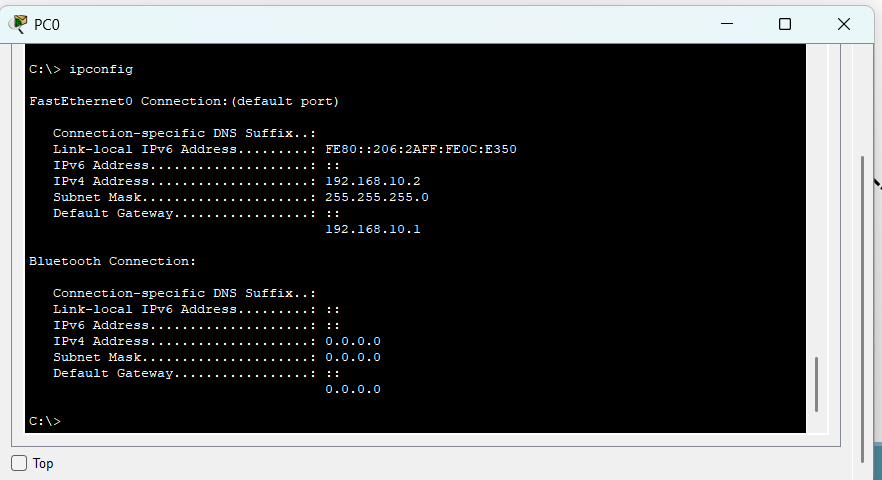 PC0
C:\> ipconfig
FastEthernet0 Connection:(default port)
Connection-specific DNS Suffix..:
Link-local IPv6 Address.........: FE80::206:2AFF:FE0C:E350
IPv6 Address....................: ::
IPv4 Address....................: 192.168.10.2
Subnet Mask.....................: 255.255.255.0
Default Gateway.................: ::
192.168.10.1
Bluetooth Connection:
Connection-specific DNS Suffix..:
Link-local IPv6 Address.........: ::
IPv6 Address....................: ::
IPv4 Address....................: 0.0.0.0
Subnet Mask.....................: 0.0.0.0
Default Gateway.................: ::
0.0.0.0
C:\>
Top